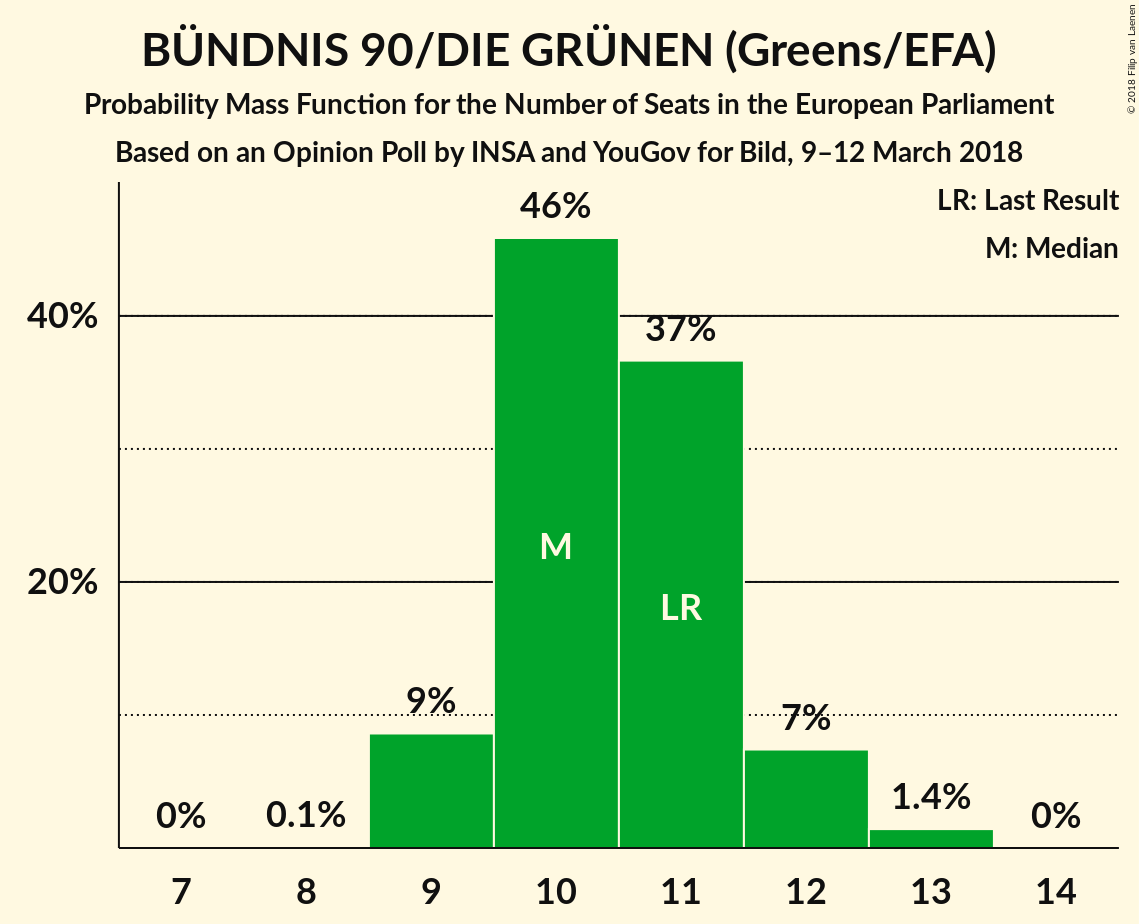 BÜNDNIS 90/DIE GRÜNEN (Greens/EFA)
Probability Mass Function for the Number of Seats in the European Parliament
Based on an Opinion Poll by INSA and YouGov for Bild, 9–12 March 2018
© 2018 Filip van Laenen
LR: Last Result
M: Median
40%
20%
0%
0.1%
9%
46%
37%
7%
1.4%
0%
M
LR
7 8 9 10 11 12 13 14